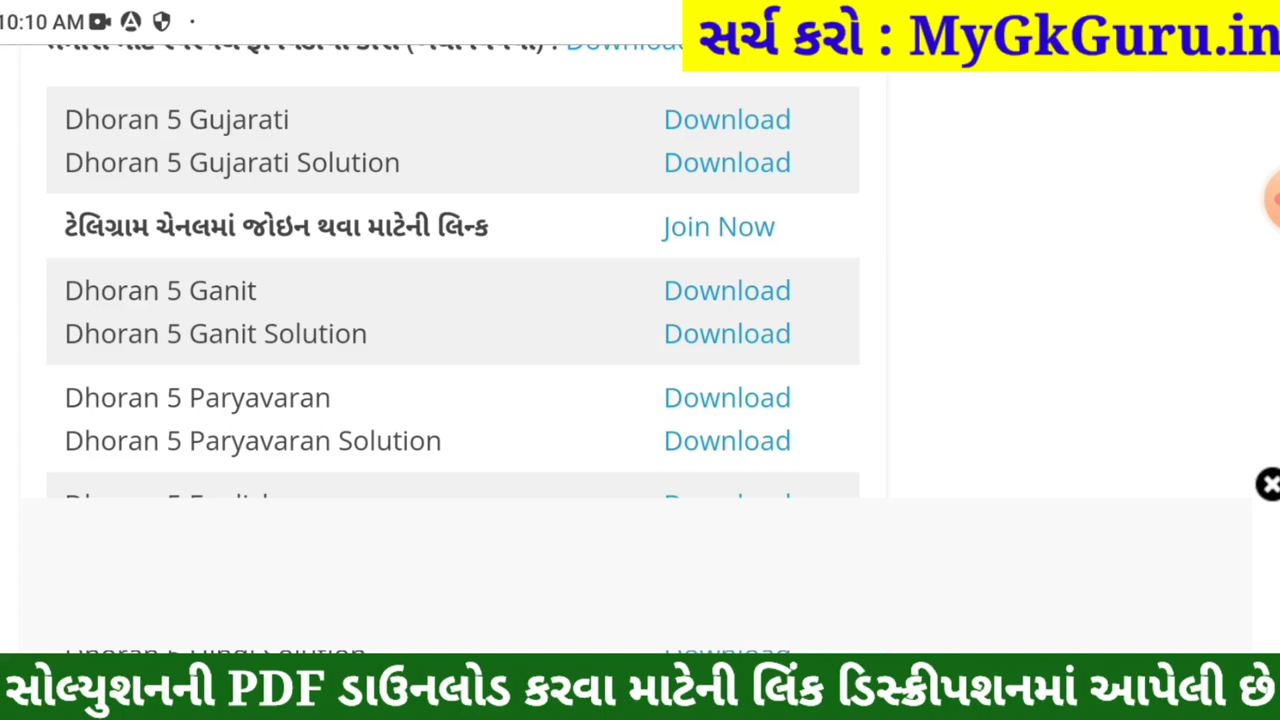 10:10 AM
સર્ચ કરો : MyGkGuru.in
Dhoran 5 Gujarati Download
Dhoran 5 Gujarati Solution Download
ટેલિગ્રામ ચેનલમાં જોઇન થવા માટેની લિન્ક Join Now
Dhoran 5 Ganit Download
Dhoran 5 Ganit Solution Download
Dhoran 5 Paryavaran Download
Dhoran 5 Paryavaran Solution Download
સોલ્યુશનની PDF ડાઉનલોડ કરવા માટેની લિંક ડિસ્ક્રીપશનમાં આપેલી છે